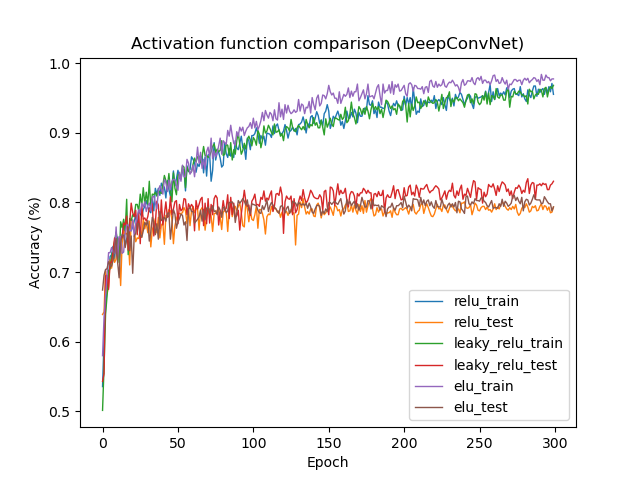 Activation function comparison (DeepConvNet)
Accuracy (%)
1.0
0.9
0.8
0.7
0.6
0.5
relu_train
relu_test
leaky_relu_train
leaky_relu_test
elu_train
elu_test
0 50 100 150 200 250 300
Epoch